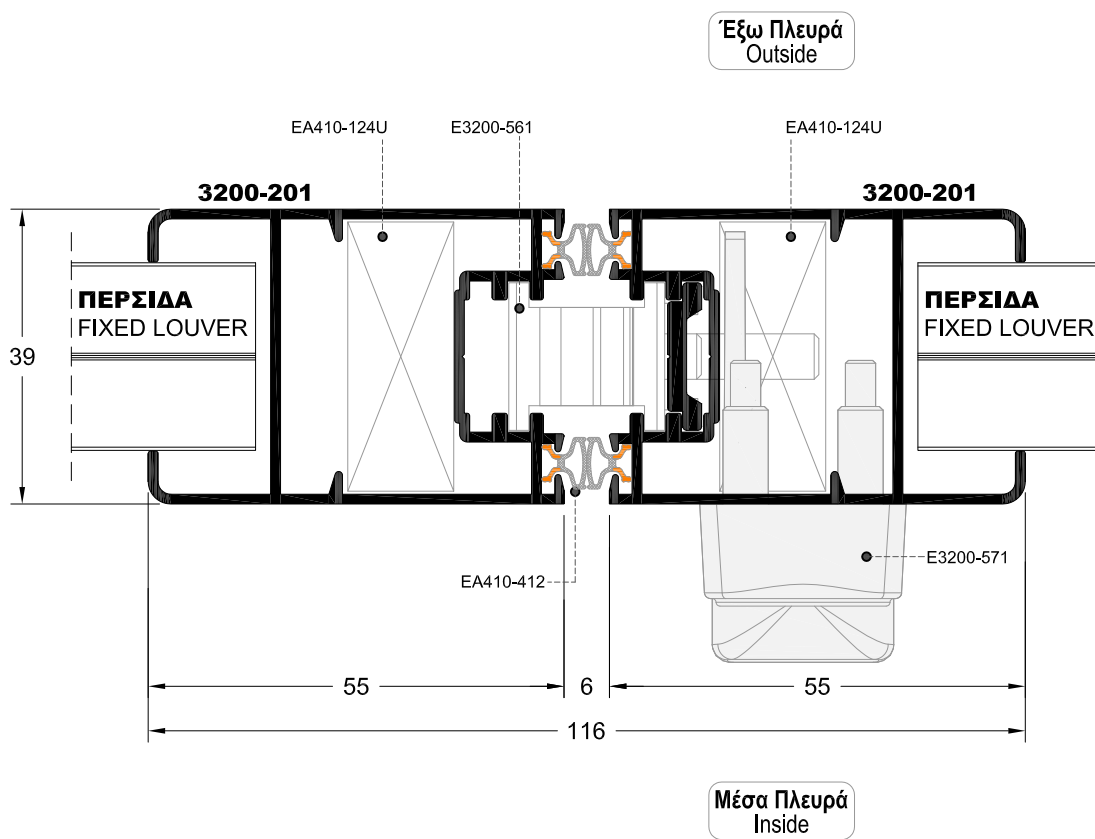 Έξω Πλευρά
Outside
EA410-124U
E3200-561
EA410-124U
3200-201
3200-201
ΠΕΡΣΙΔΑ
FIXED LOUVER
ΠΕΡΣΙΔΑ
FIXED LOUVER
39
E3200-571
EA410-412
55
6
55
116
Μέσα Πλευρά
Inside